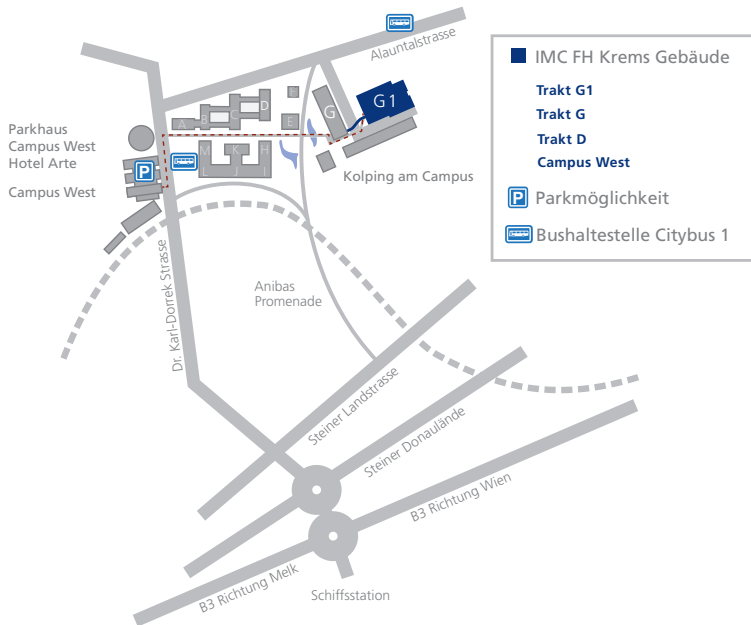 Alauntalstrasse
IMC FH Krems Gebäude
Trakt G1
Trakt G
Trakt D
Campus West
P Parkmöglichkeit
Bushaltestelle Citybus 1
A
B
C
D
E
G
G1
M
K
H
L
J
I
Parkhaus
Campus West
Hotel Arte
P
Campus West
Kolping am Campus
Dr. Karl-Dorrek Strasse
Anibas
Promenade
Steiner Landstrasse
Steiner Donaulände
B3 Richtung Wien
B3 Richtung Melk
Schiffsstation